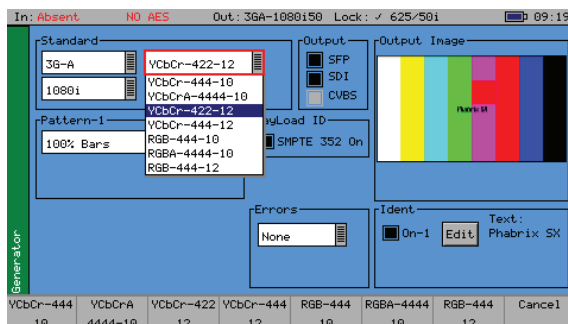 In: Absent NO AES Out: 3GA-1080i50 Lock: ✓ 625/50i 09:19
Standard
3G-A
YCbCr-422-12
1080i
YCbCr-444-10
YCbCrA-4444-10
YCbCr-422-12
YCbCr-444-12
RGB-444-10
RGBA-4444-10
RGB-444-12
Output
SFP
SDI
CVBS
Output Image
Phabrix SX
Pattern-1
100% Bars
ayLoad ID
SMPTE 352 On
Errors
None
Ident
On-1
Edit
Text:
Phabrix SX
Generator
YCbCr-444 YCbCrA YCbCr-422 YCbCr-444 RGB-444 RGBA-4444 RGB-444 Cancel
10 4444-10 12 12 10 10 12